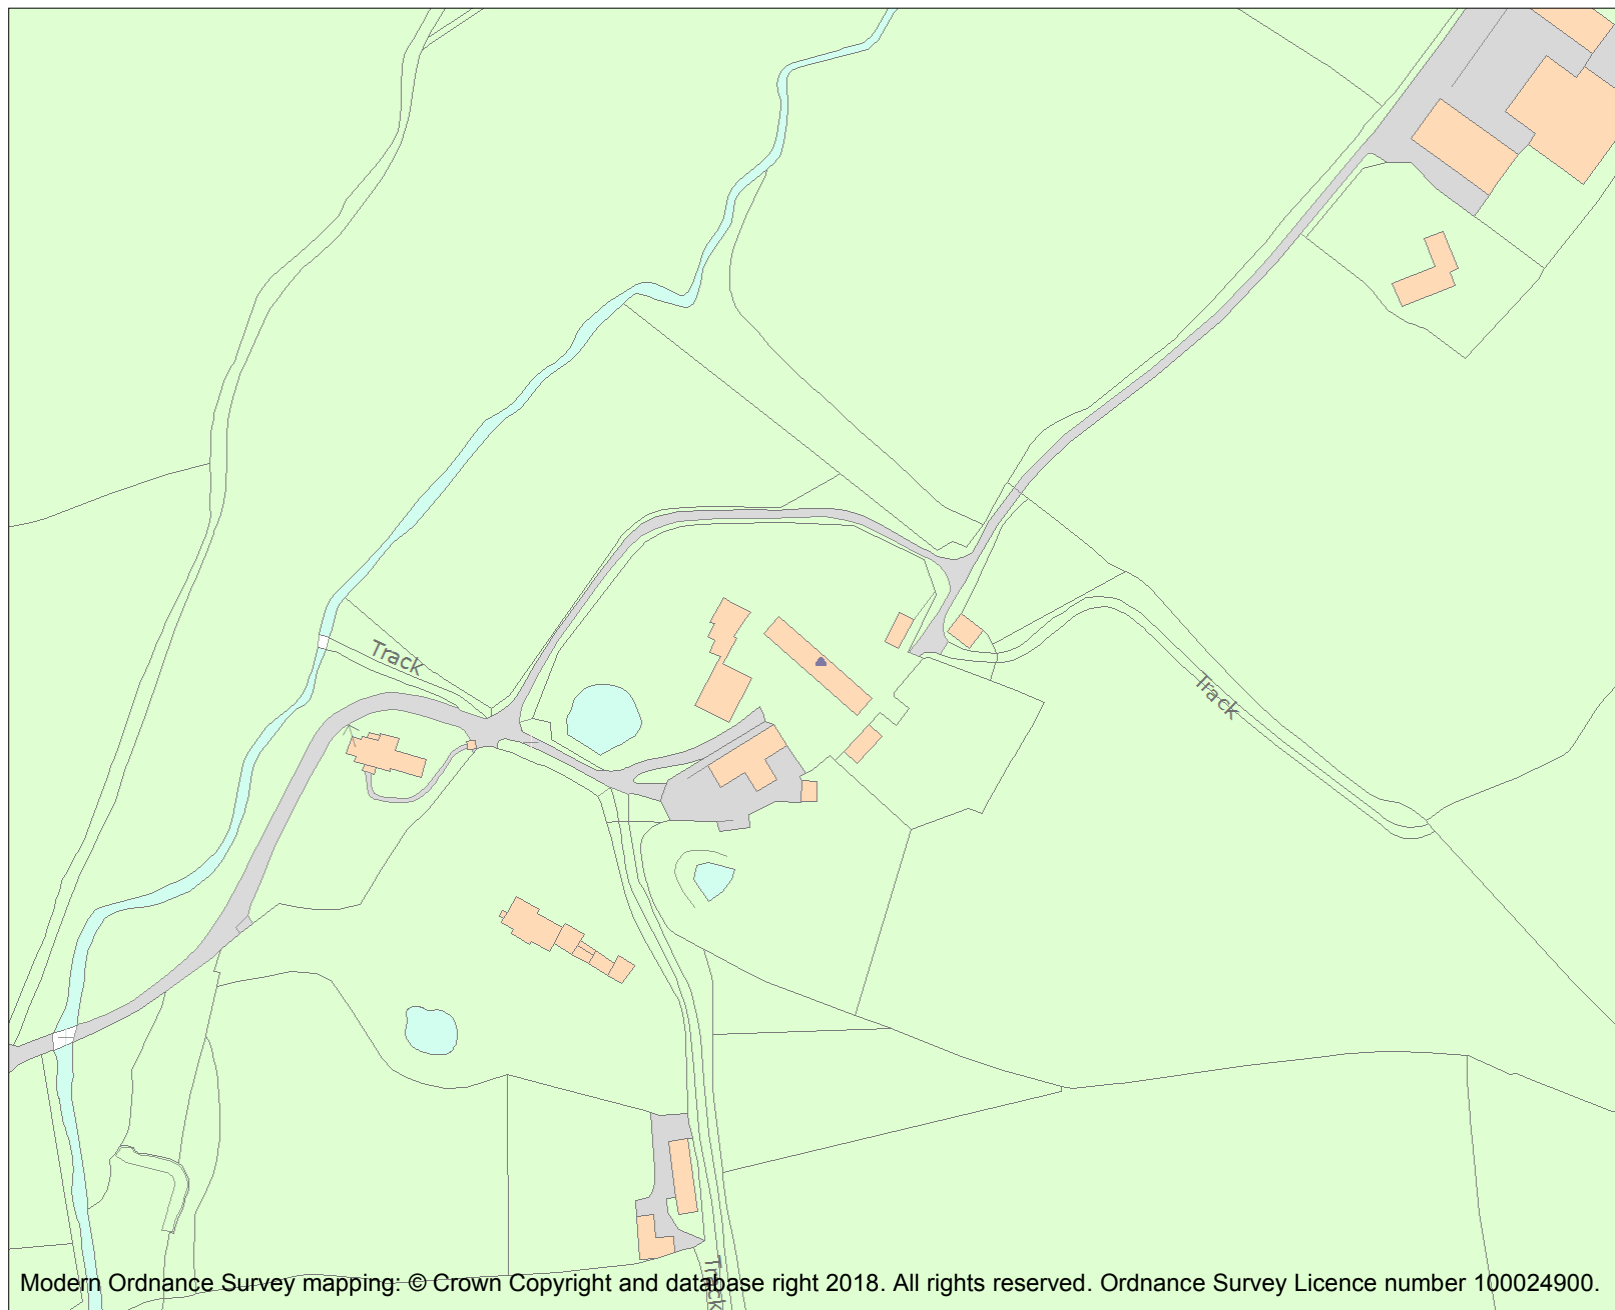 Track
Track
Track
Modern Ordnance Survey mapping: © Crown Copyright and database right 2018. All rights reserved. Ordnance Survey Licence number 100024900.